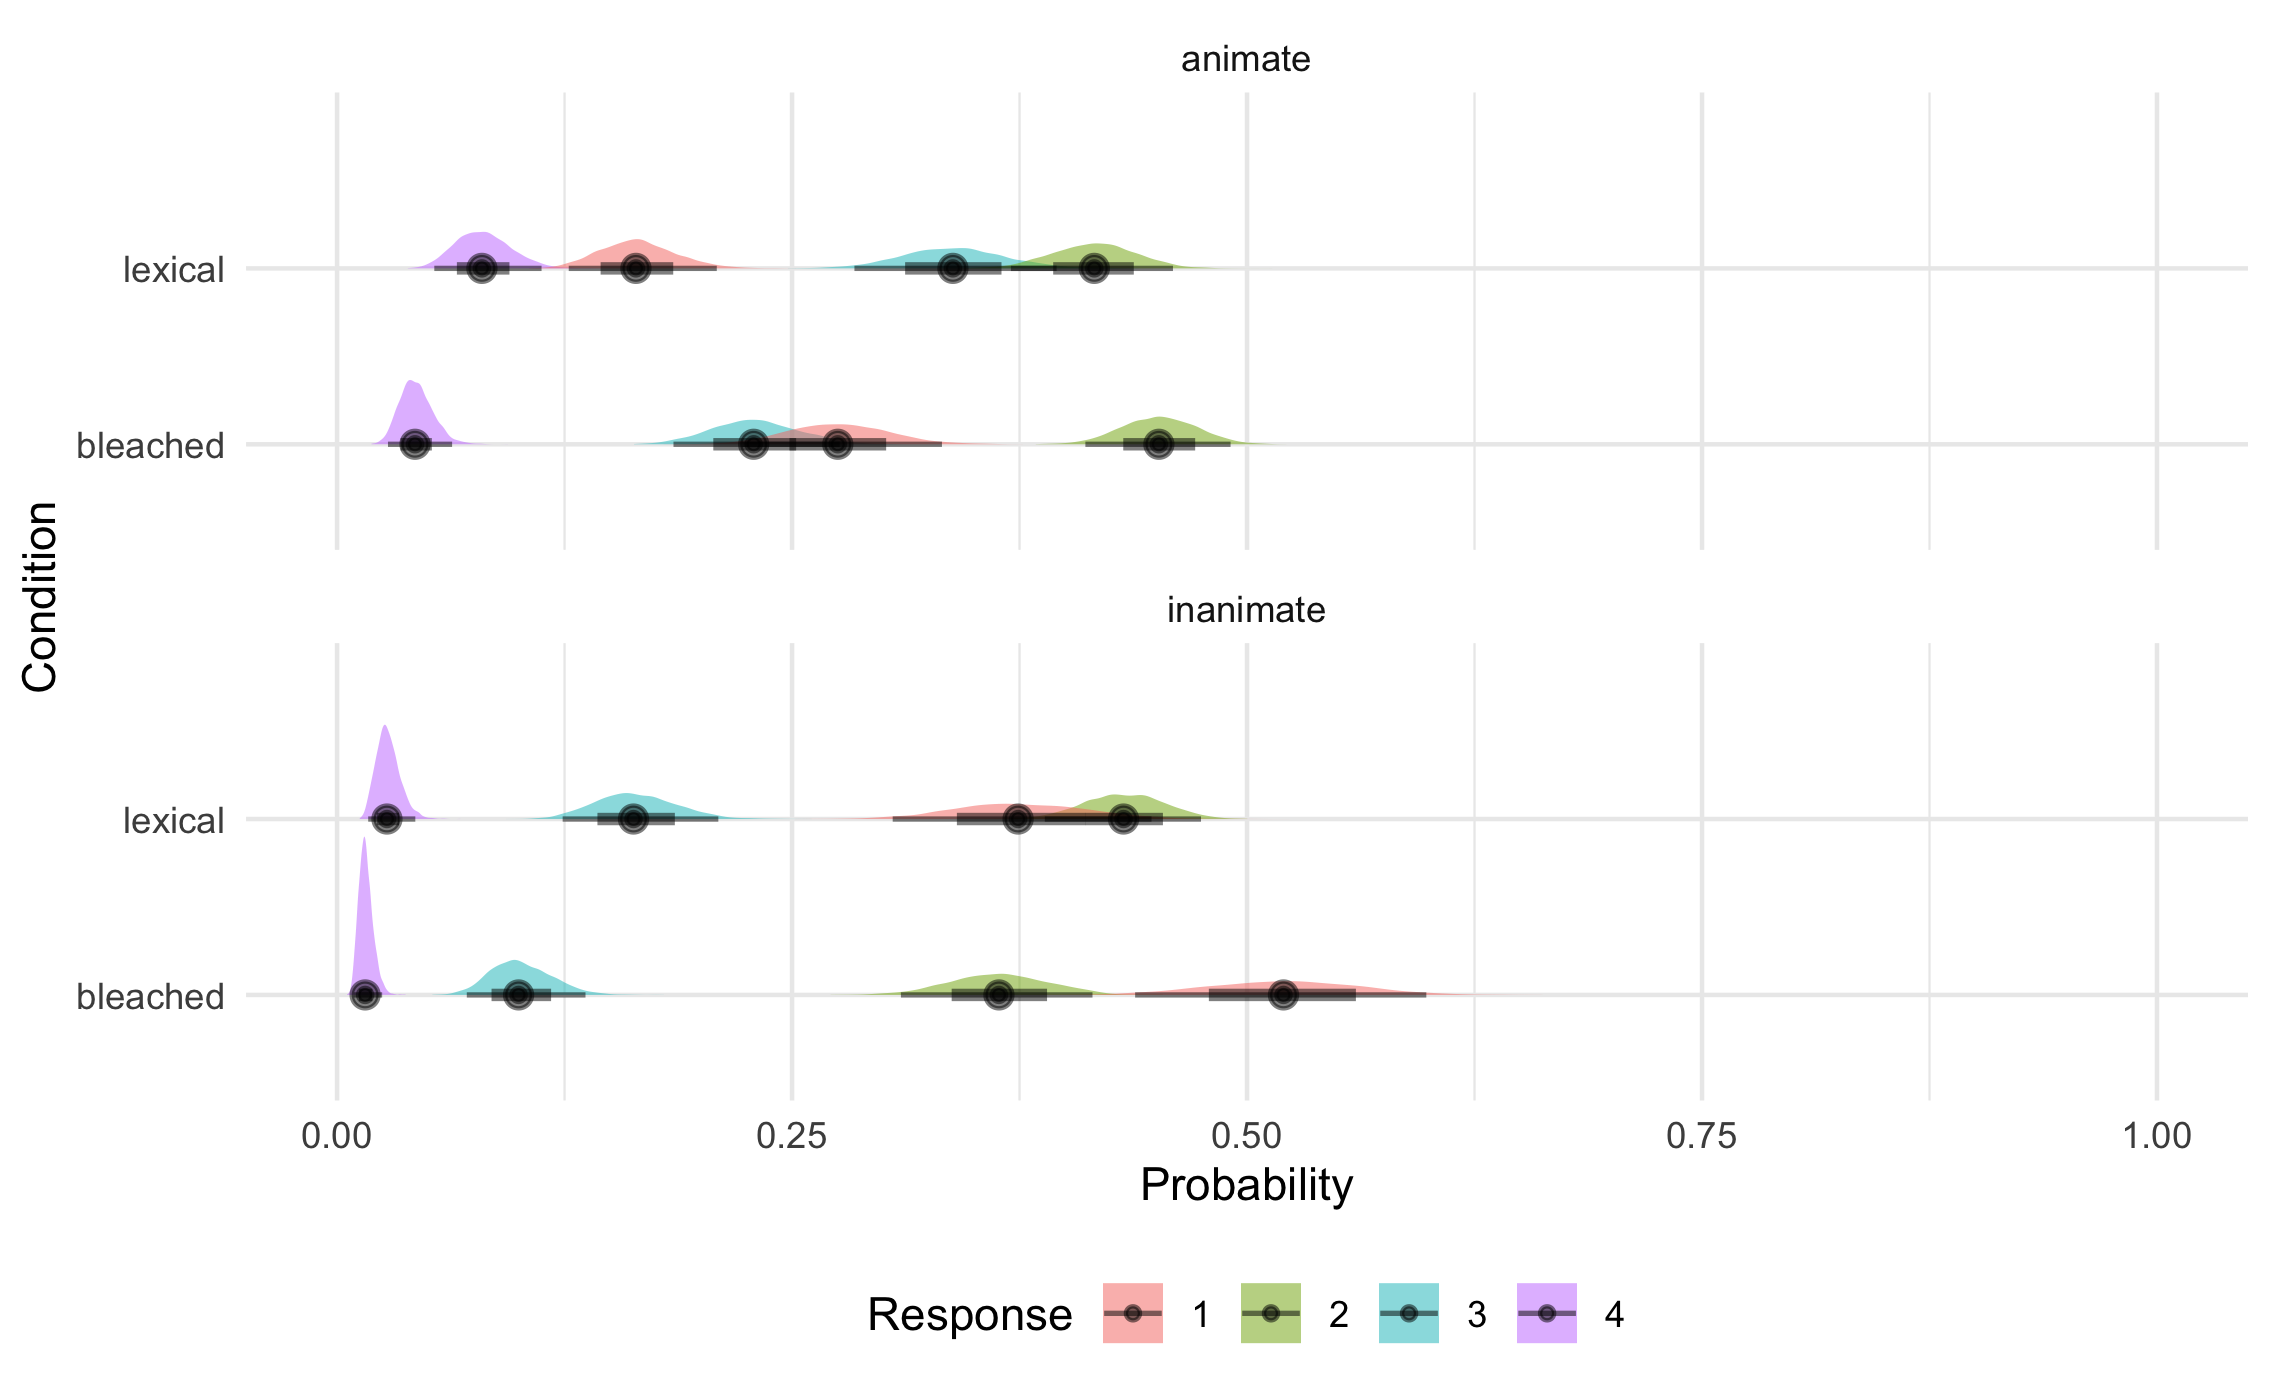 animate
lexical
bleached
Condition
inanimate
lexical
bleached
0.00 0.25 0.50 0.75 1.00
Probability
Response 1 2 3 4